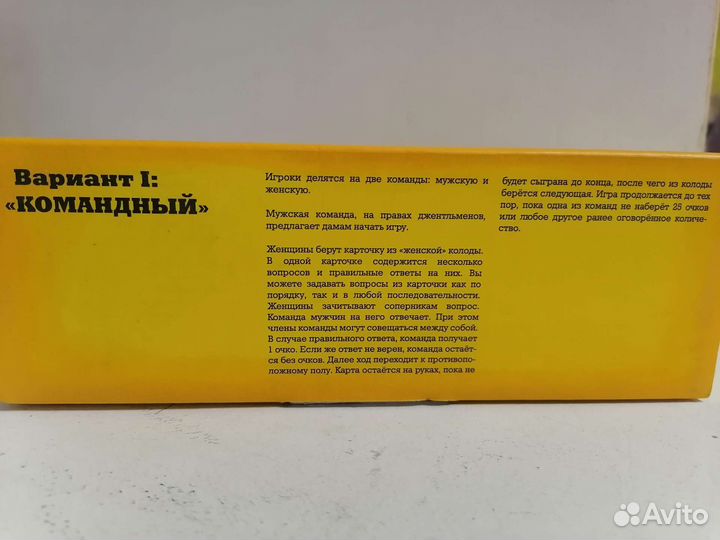 Вариант I:
«КОМАНДНЫЙ»
Игроки делятся на две команды: мужскую и
женскую.
Мужская команда, на правах джентльменов,
предлагает дамам начать игру.
Женщины берут карточку из «женской» колоды.
В одной карточке содержится несколько
вопросов и правильные ответы на них. Вы
можете задавать вопросы из карточки как по
порядку, так и в любой последовательности.
Женщины зачитывают соперникам вопрос.
Команда мужчин на него отвечает. При этом
члены команды могут совещаться между собой.
В случае правильного ответа, команда получает
1 очко. Если же ответ не верен, команда остаёт-
ся без очков. Далее ход переходит к противопо-
ложному полу. Карта остаётся на руках, пока не
будет сыграна до конца, после чего из колоды
берётся следующая. Игра продолжается до тех
пор, пока одна из команд не наберёт 25 очков
или любое другое ранее оговорённое количе-
ство.
Avito